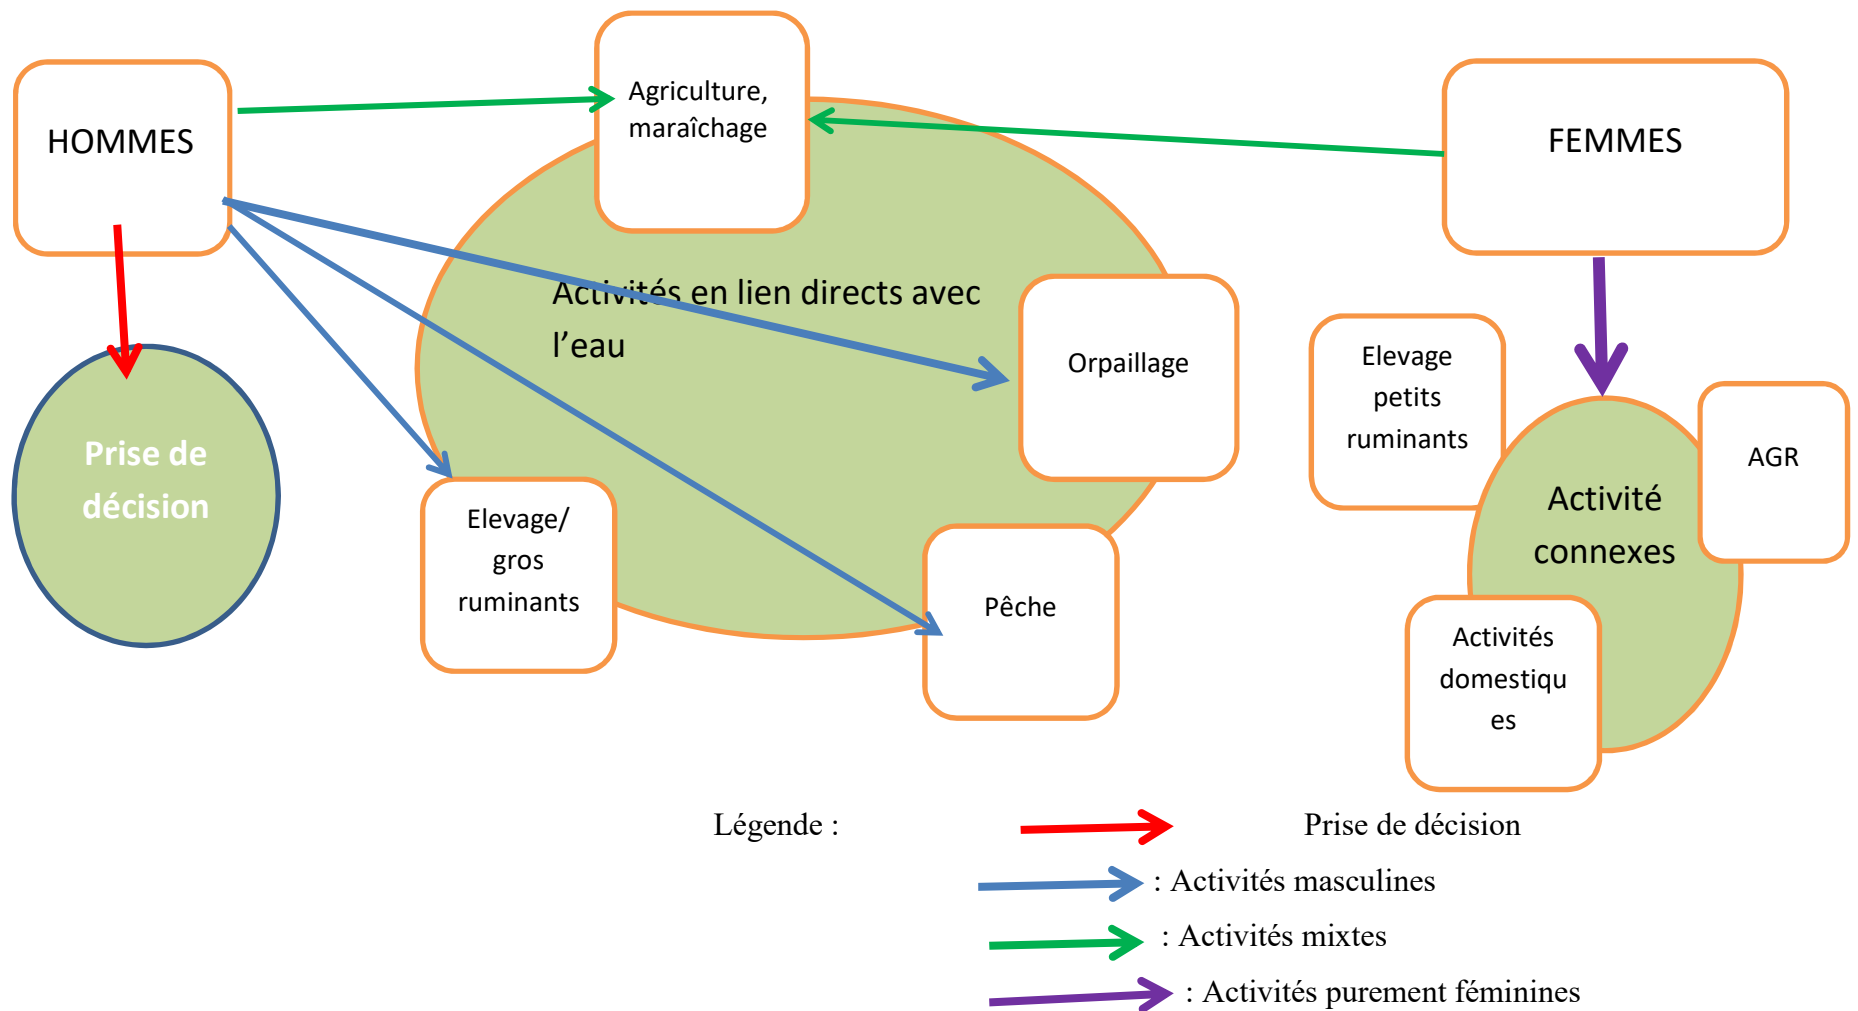 HOMMES
Agriculture,
maraîchage
FEMMES
Activités en lien directs avec
l’eau
Orpaillage
Elevage
petits
ruminants
AGR
Prise de
décision
Activité
connexes
Elevage/
gros
ruminants
Pêche
Activités
domestiqu
es
Légende :
Prise de décision
: Activités masculines
: Activités mixtes
: Activités purement féminines